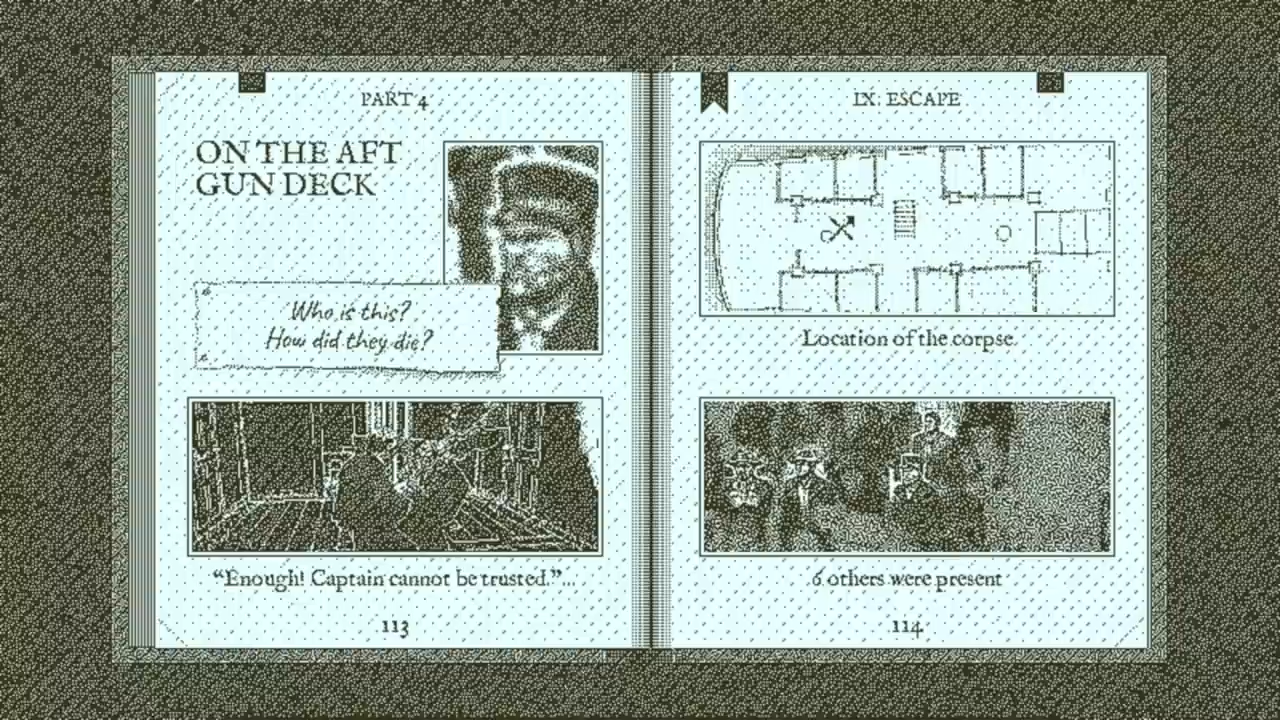 PART 4
ON THE AFT
GUN DECK
Who is this?
How did they die?
“Enough! Captain cannot be trusted.”...
113
IX: ESCAPE
Location of the corpse
6 others were present
114